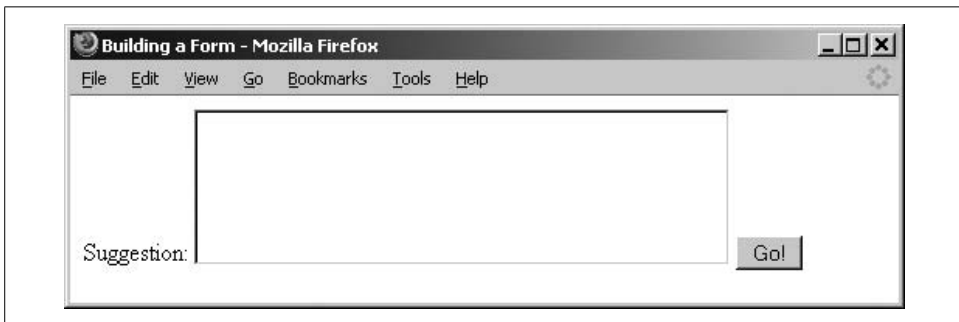 Building a Form - Mozilla Firefox
File Edit View Go Bookmarks Tools Help
Suggestion: Go!